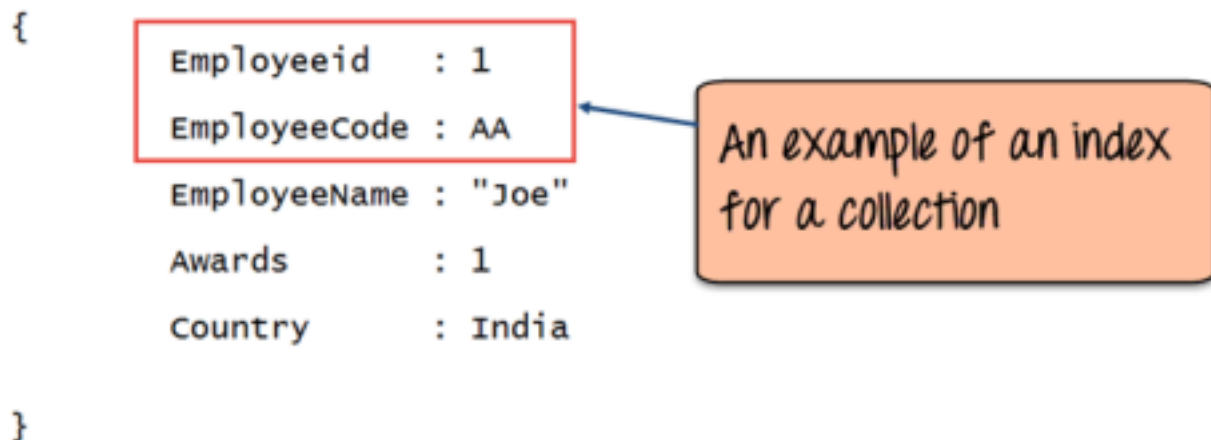 {
Employeeid : 1
EmployeeCode : AA
EmployeeName : "Joe"
Awards : 1
Country : India
}
An example of an index
for a collection